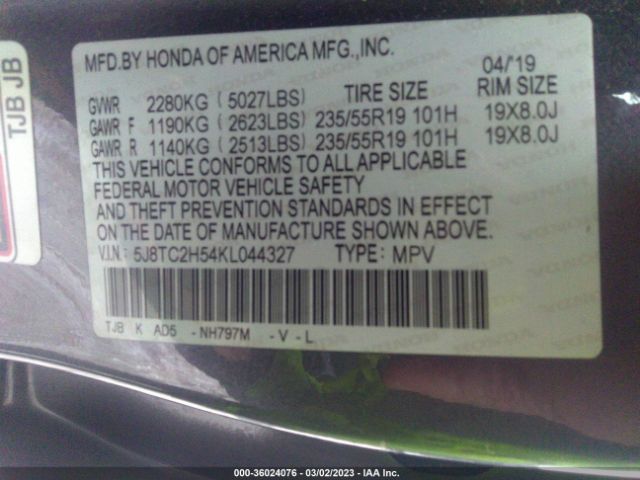 TJB JB
MFD.BY HONDA OF AMERICA MFG.,INC.
04/'19
GVWR 2280KG (5027LBS) TIRE SIZE RIM SIZE
GAWR F 1190KG (2623LBS) 235/55R19 101H 19X8.0J
GAWR R 1140KG (2513LBS) 235/55R19 101H 19X8.0J
THIS VEHICLE CONFORMS TO ALL APPLICABLE
FEDERAL MOTOR VEHICLE SAFETY
AND THEFT PREVENTION STANDARDS IN EFFECT
ON THE DATE OF MANUFACTURE SHOWN ABOVE.
V.I.N: 5J8TC2H54KL044327 TYPE: MPV
TJB K AD5 -NH797M -V-L
000-36024076 - 03/02/2023 - IAA Inc.